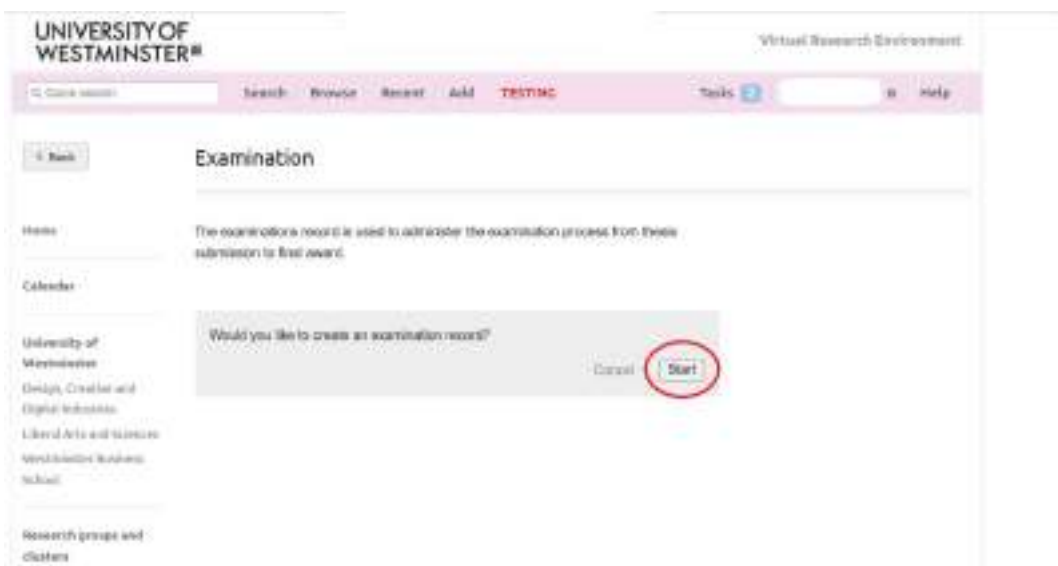 UNIVERSITY OF
WESTMINSTER
Virtual Research Environment
Quick search
Search Browse Recent Add TESTING Tasks Help
< Back
Examination
Home
The examinations record is used to administer the examination process from thesis
submission to final award.
Calendar
University of
Westminster
Would you like to create an examination record?
Cancel Start
Design, Creative and
Digital Industries
Liberal Arts and Sciences
Westminster Business
School
Research groups and
clusters